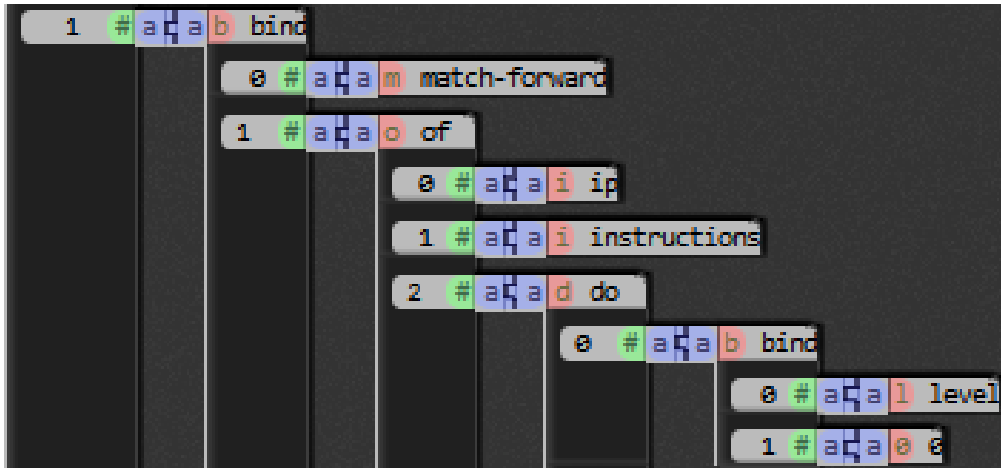 1 # a a b bind
0 # a a m match-forward
1 # a a o of
0 # a a i ip
1 # a a i instructions
2 # a a d do
0 # a a b bind
0 # a a l level
1 # a a 0 0